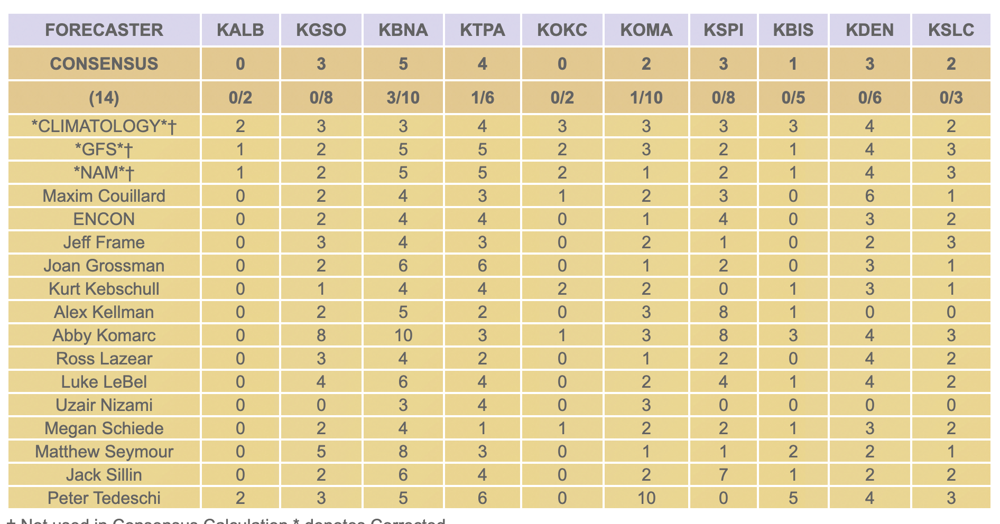 FORECASTER KALB KGSO KBNA KTPA KOKC KOMA KSPI KBIS KDEN KSLC
CONSENSUS 0 3 5 4 0 2 3 1 3 2
(14) 0/2 0/8 3/10 1/6 0/2 1/10 0/8 0/5 0/6 0/3
*CLIMATOLOGY*† 2 3 3 4 3 3 3 3 4 2
*GFS*† 1 2 5 5 2 3 2 1 4 3
*NAM*† 1 2 5 5 2 1 2 1 4 3
Maxim Couillard 0 2 4 3 1 2 3 0 6 1
ENCON 0 2 4 4 0 1 4 0 3 2
Jeff Frame 0 3 4 3 0 2 1 0 2 3
Joan Grossman 0 2 6 6 0 1 2 0 3 1
Kurt Kebschull 0 1 4 4 2 2 0 1 3 1
Alex Kellman 0 2 5 2 0 3 8 1 0 0
Abby Komarc 0 8 10 3 1 3 8 3 4 3
Ross Lazear 0 3 4 2 0 1 2 0 4 2
Luke LeBel 0 4 6 4 0 2 4 1 4 2
Uzair Nizami 0 0 3 4 0 3 0 0 0 0
Megan Schiede 0 2 4 1 1 2 2 1 3 2
Matthew Seymour 0 5 8 3 0 1 1 2 2 1
Jack Sillin 0 2 6 4 0 2 7 1 2 2
Peter Tedeschi 2 3 5 6 0 10 0 5 4 3
† Not used in Consensus Calculation * denotes Corrected